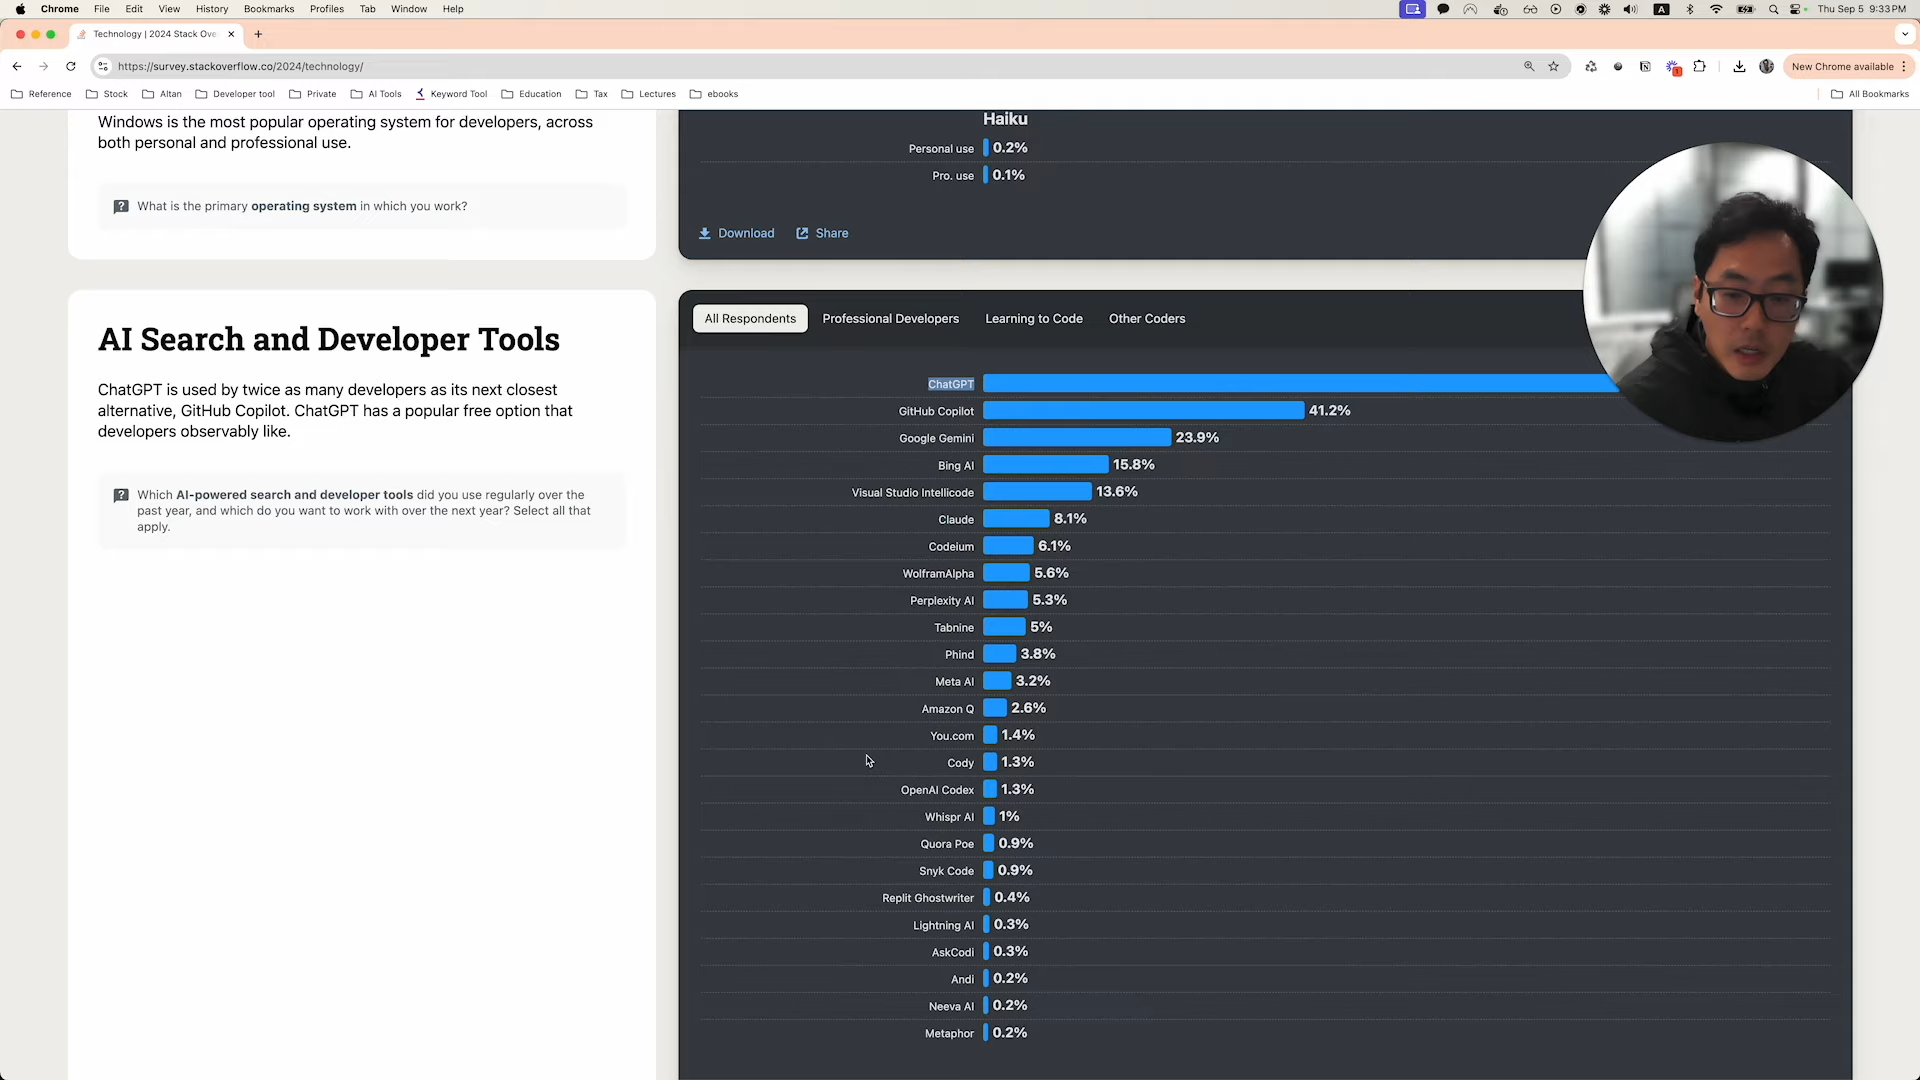 Chrome File Edit View History Bookmarks Profiles Tab Window Help
A
Thu Sep 5 9:33 PM
Technology | 2024 Stack Ove
https://survey.stackoverflow.co/2024/technology/
1
New Chrome available
Reference Stock Altan Developer tool Private AI Tools Keyword Tool Education Tax Lectures ebooks
All Bookmarks
Windows is the most popular operating system for developers, across
both personal and professional use.
What is the primary operating system in which you work?
Haiku
Personal use 0.2%
Pro. use 0.1%
Download Share
AI Search and Developer Tools
ChatGPT is used by twice as many developers as its next closest
alternative, GitHub Copilot. ChatGPT has a popular free option that
developers observably like.
Which AI-powered search and developer tools did you use regularly over the
past year, and which do you want to work with over the next year? Select all that
apply.
All Respondents Professional Developers Learning to Code Other Coders
ChatGPT
GitHub Copilot 41.2%
Google Gemini 23.9%
Bing AI 15.8%
Visual Studio Intellicode 13.6%
Claude 8.1%
Codeium 6.1%
WolframAlpha 5.6%
Perplexity AI 5.3%
Tabnine 5%
Phind 3.8%
Meta AI 3.2%
Amazon Q 2.6%
You.com 1.4%
Cody 1.3%
OpenAI Codex 1.3%
Whispr AI 1%
Quora Poe 0.9%
Snyk Code 0.9%
Replit Ghostwriter 0.4%
Lightning AI 0.3%
AskCodi 0.3%
Andi 0.2%
Neeva AI 0.2%
Metaphor 0.2%